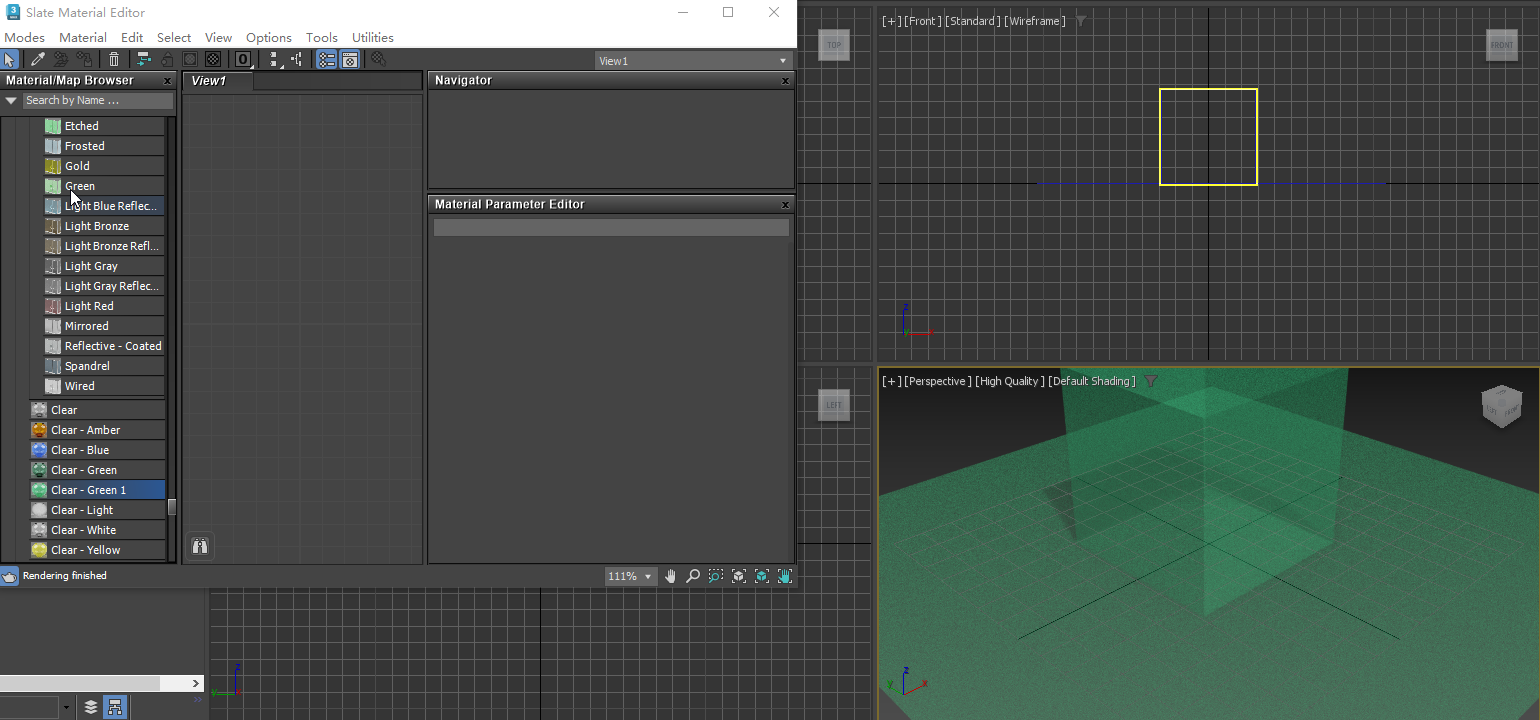 Slate Material Editor
Modes Material Edit Select View Options Tools Utilities
View1
Material/Map Browser x
Search by Name ...
Etched
Frosted
Gold
Green
Light Blue Reflec...
Light Bronze
Light Bronze Refl...
Light Gray
Light Gray Reflec...
Light Red
Mirrored
Reflective - Coated
Spandrel
Wired
Clear
Clear - Amber
Clear - Blue
Clear - Green
Clear - Green 1
Clear - Light
Clear - White
Clear - Yellow
View1
Navigator x
Material Parameter Editor x
Rendering finished
111%
TOP
[+] [Front] [Standard] [Wireframe]
FRONT
z
LEFT
[+] [Perspective] [High Quality] [Default Shading]
z
y
z
y x